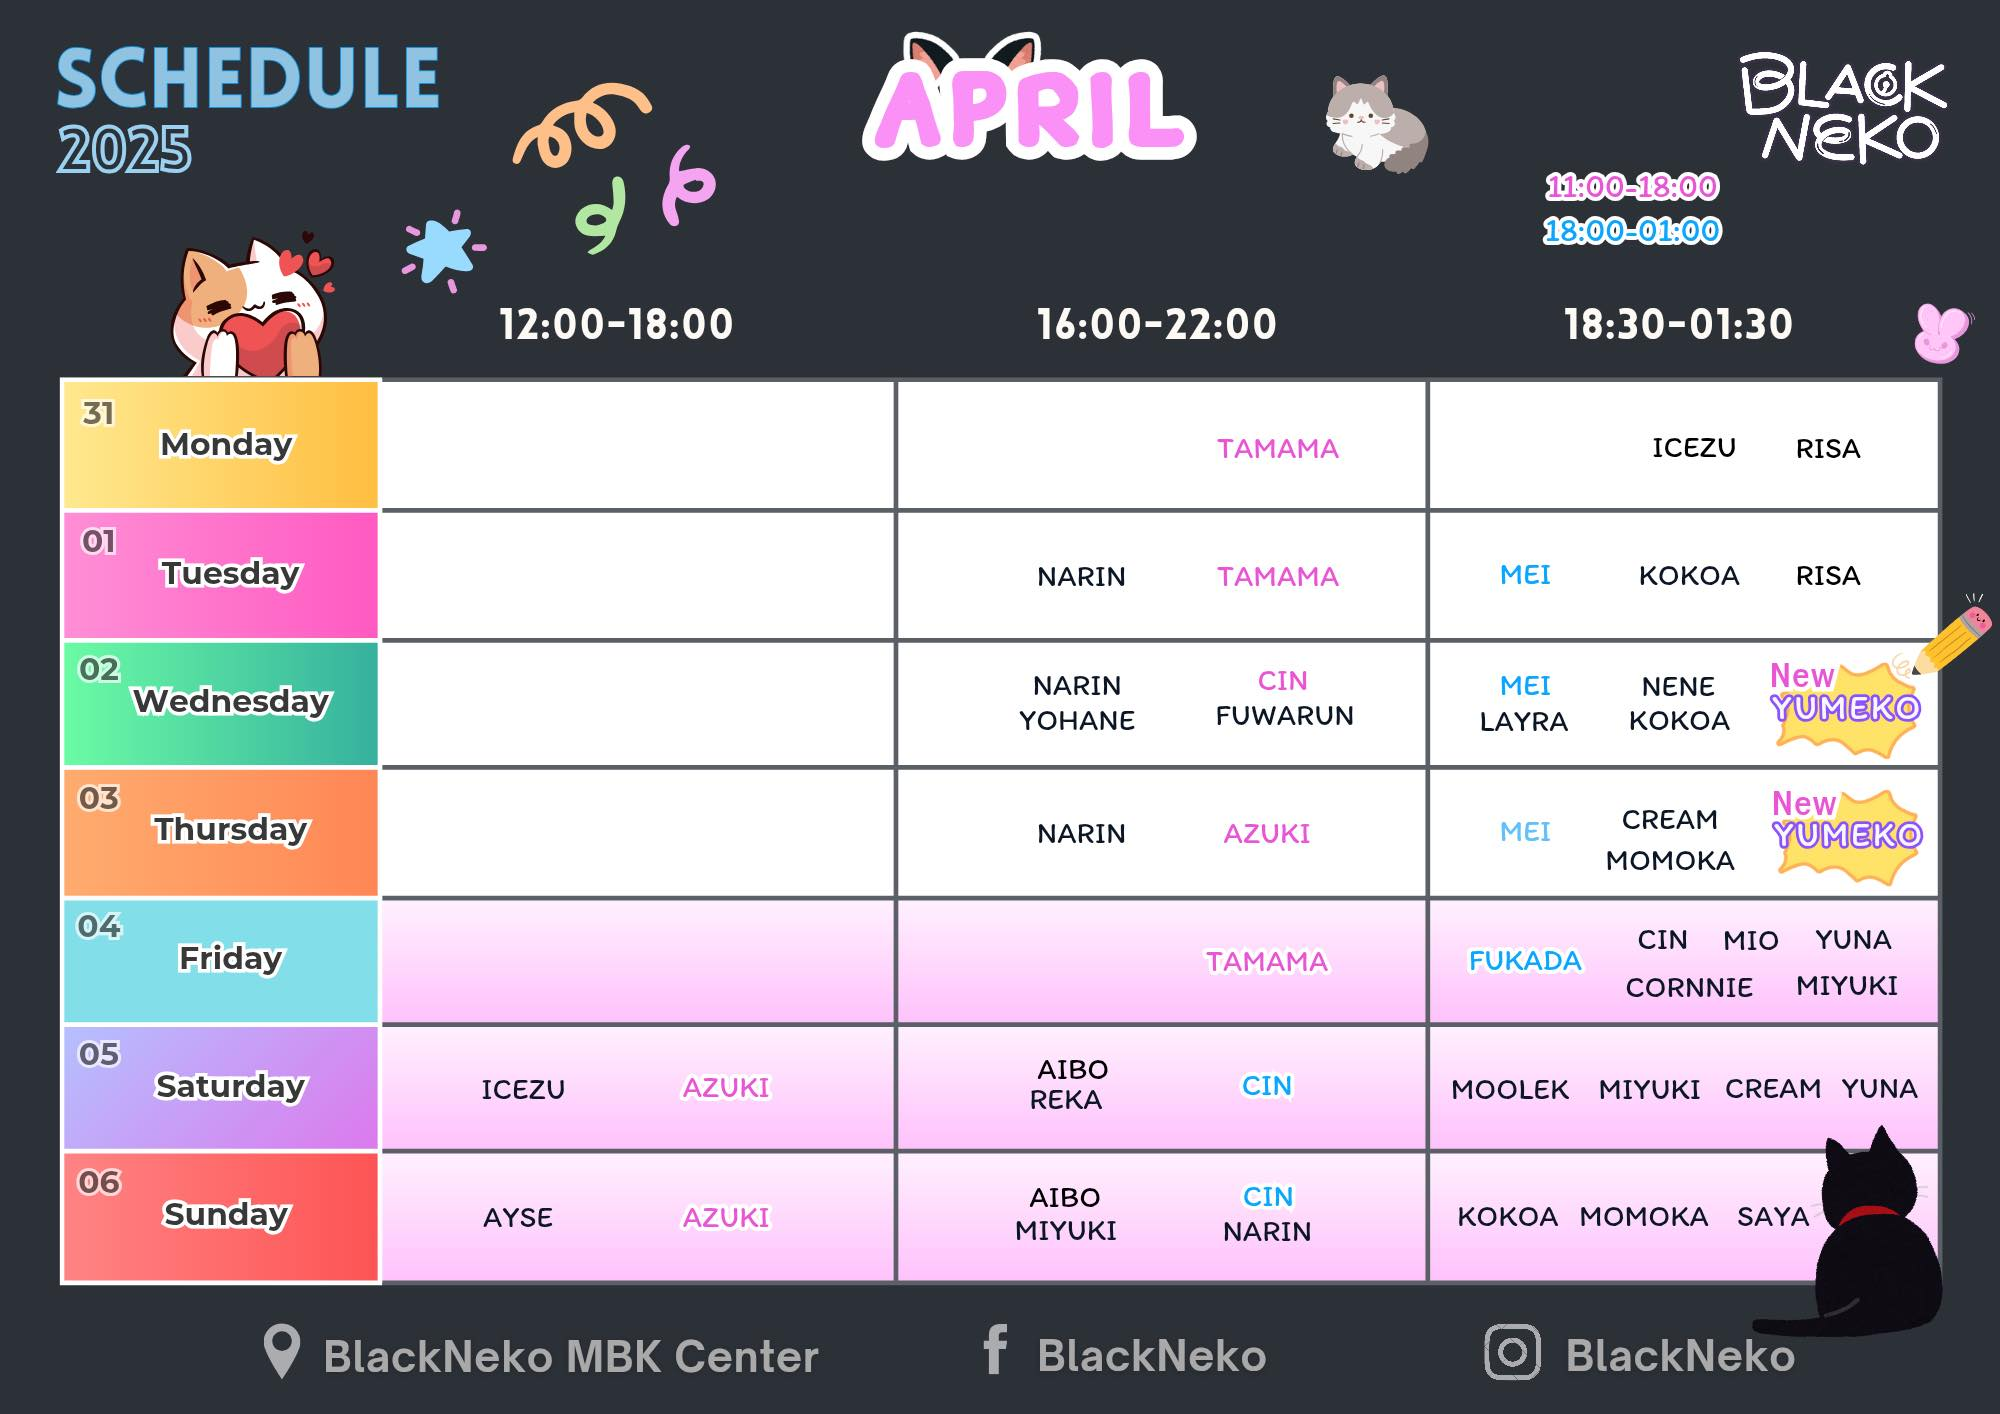 SCHEDULE
2025
APRIL
BLACK
NEKO
11:00-18:00
18:00-01:00
12:00-18:00 16:00-22:00 18:30-01:30
31
Monday
TAMAMA
ICEZU RISA
01
Tuesday
NARIN TAMAMA
MEI KOKOA RISA
02
Wednesday
NARIN CIN
YOHANE FUWARUN
MEI NENE New
LAYRA KOKOA YUMEKO
03
Thursday
NARIN AZUKI
MEI CREAM New
MOMOKA YUMEKO
04
Friday
TAMAMA
FUKADA CIN MIO YUNA
CORNNIE MIYUKI
05
Saturday
ICEZU AZUKI
AIBO CIN
REKA
MOOLEK MIYUKI CREAM YUNA
06
Sunday
AYSE AZUKI
AIBO CIN
MIYUKI NARIN
KOKOA MOMOKA SAYA
BlackNeko MBK Center BlackNeko BlackNeko